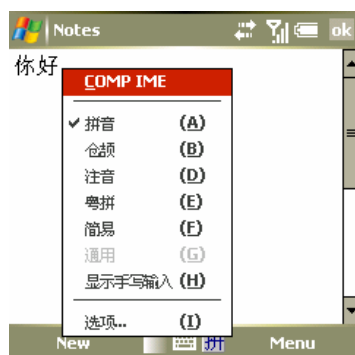 Notes
ok
你好
COMP IME
拼音 (A)
仓颉 (B)
注音 (D)
粤拼 (E)
简易 (F)
通用 (G)
显示手写输入 (H)
选项... (I)
New 拼 Menu